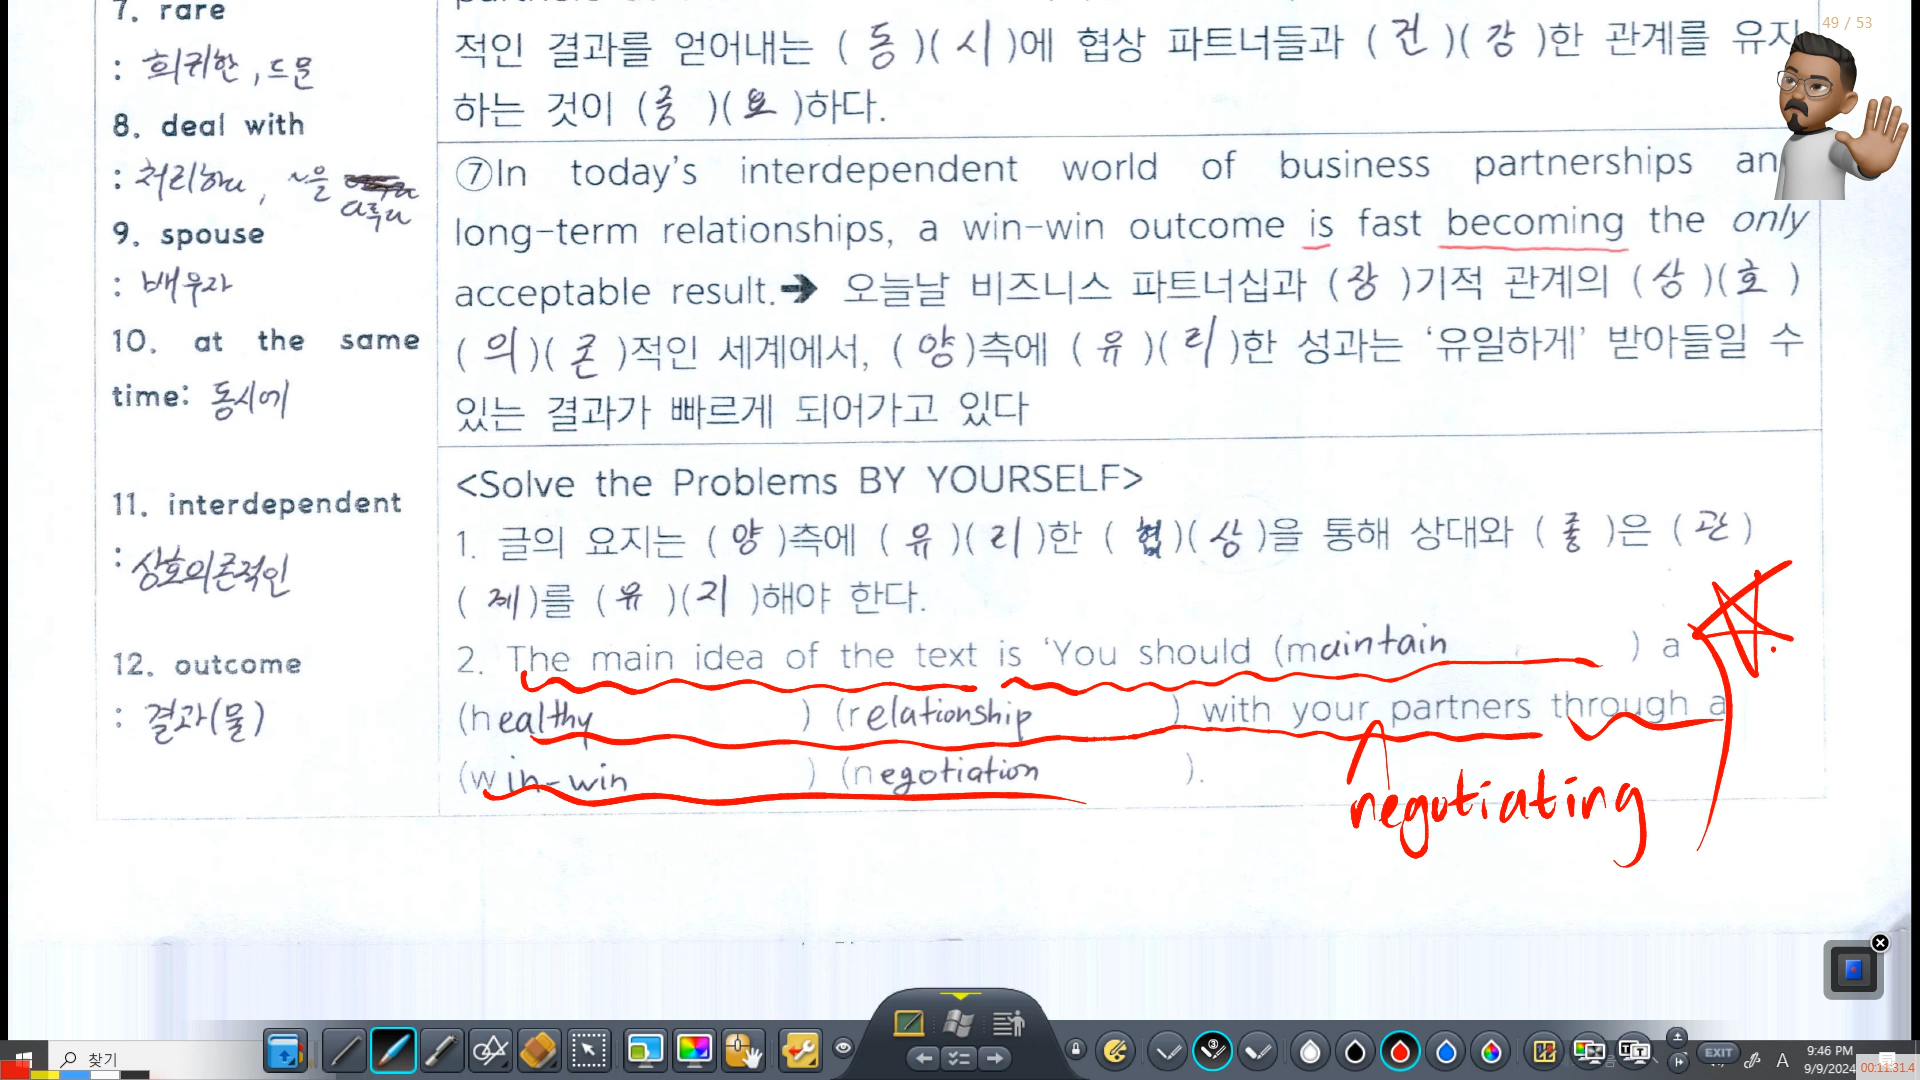 49 / 53
7. rare
: 희귀한, 드문
8. deal with
: 처리하다, ~을
다루다
9. spouse
: 배우자
10. at the same
time: 동시에
11. interdependent
: 상호의존적인
12. outcome
: 결과(물)
적인 결과를 얻어내는 ( 동 )( 시 )에 협상 파트너들과 ( 건 )( 강 )한 관계를 유지
하는 것이 ( 중 )( 요 )하다.
⑦In today's interdependent world of business partnerships an
long-term relationships, a win-win outcome is fast becoming the only
acceptable result.➔ 오늘날 비즈니스 파트너십과 ( 장 )기적 관계의 ( 상 )( 호 )
( 의 )( 존 )적인 세계에서, ( 양 )측에 ( 유 )( 리 )한 성과는 ‘유일하게’ 받아들일 수
있는 결과가 빠르게 되어가고 있다
<Solve the Problems BY YOURSELF>
1. 글의 요지는 ( 양 )측에 ( 유 )( 리 )한 ( 협 )( 상 )을 통해 상대와 ( 좋 )은 ( 관 )
( 계 )를 ( 유 )( 지 )해야 한다.
2. The main idea of the text is ‘You should (maintain ) a
(healthy ) (relationship ) with your partners through a
(win-win ) (negotiation ).
negotiating
찾기
EXIT
A
9:46 PM
9/9/2024
00:11:31.4